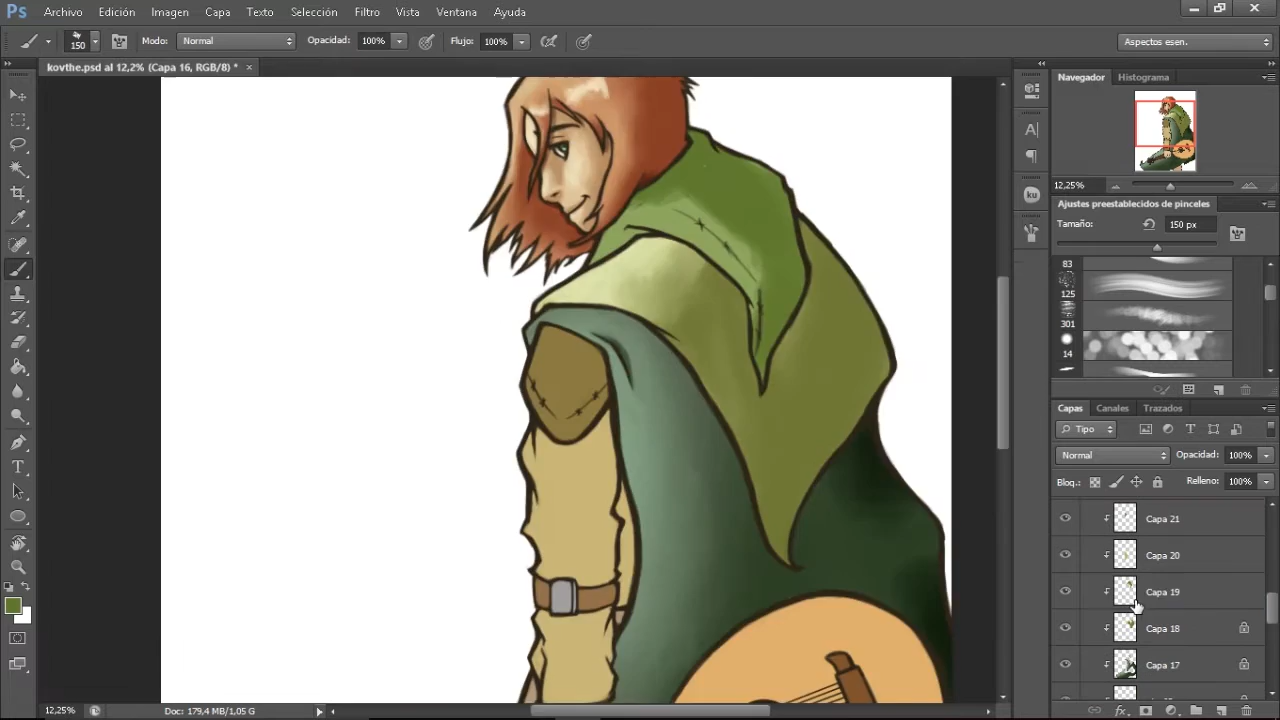 Ps Archivo Edición Imagen Capa Texto Selección Filtro Vista Ventana Ayuda
150 Modo: Normal Opacidad: 100% Flujo: 100% Aspectos esen.
kovthe.psd al 12,2% (Capa 16, RGB/8) * ×
Navegador Histograma
12,25%
Ajustes preestablecidos de pinceles
Tamaño: 150 px
83
125
301
14
Capas Canales Trazados
Tipo
Normal Opacidad: 100%
Bloq.: Relleno: 100%
Capa 21
Capa 20
Capa 19
Capa 18
Capa 17
12,25% Doc: 179,4 MB/1,05 G